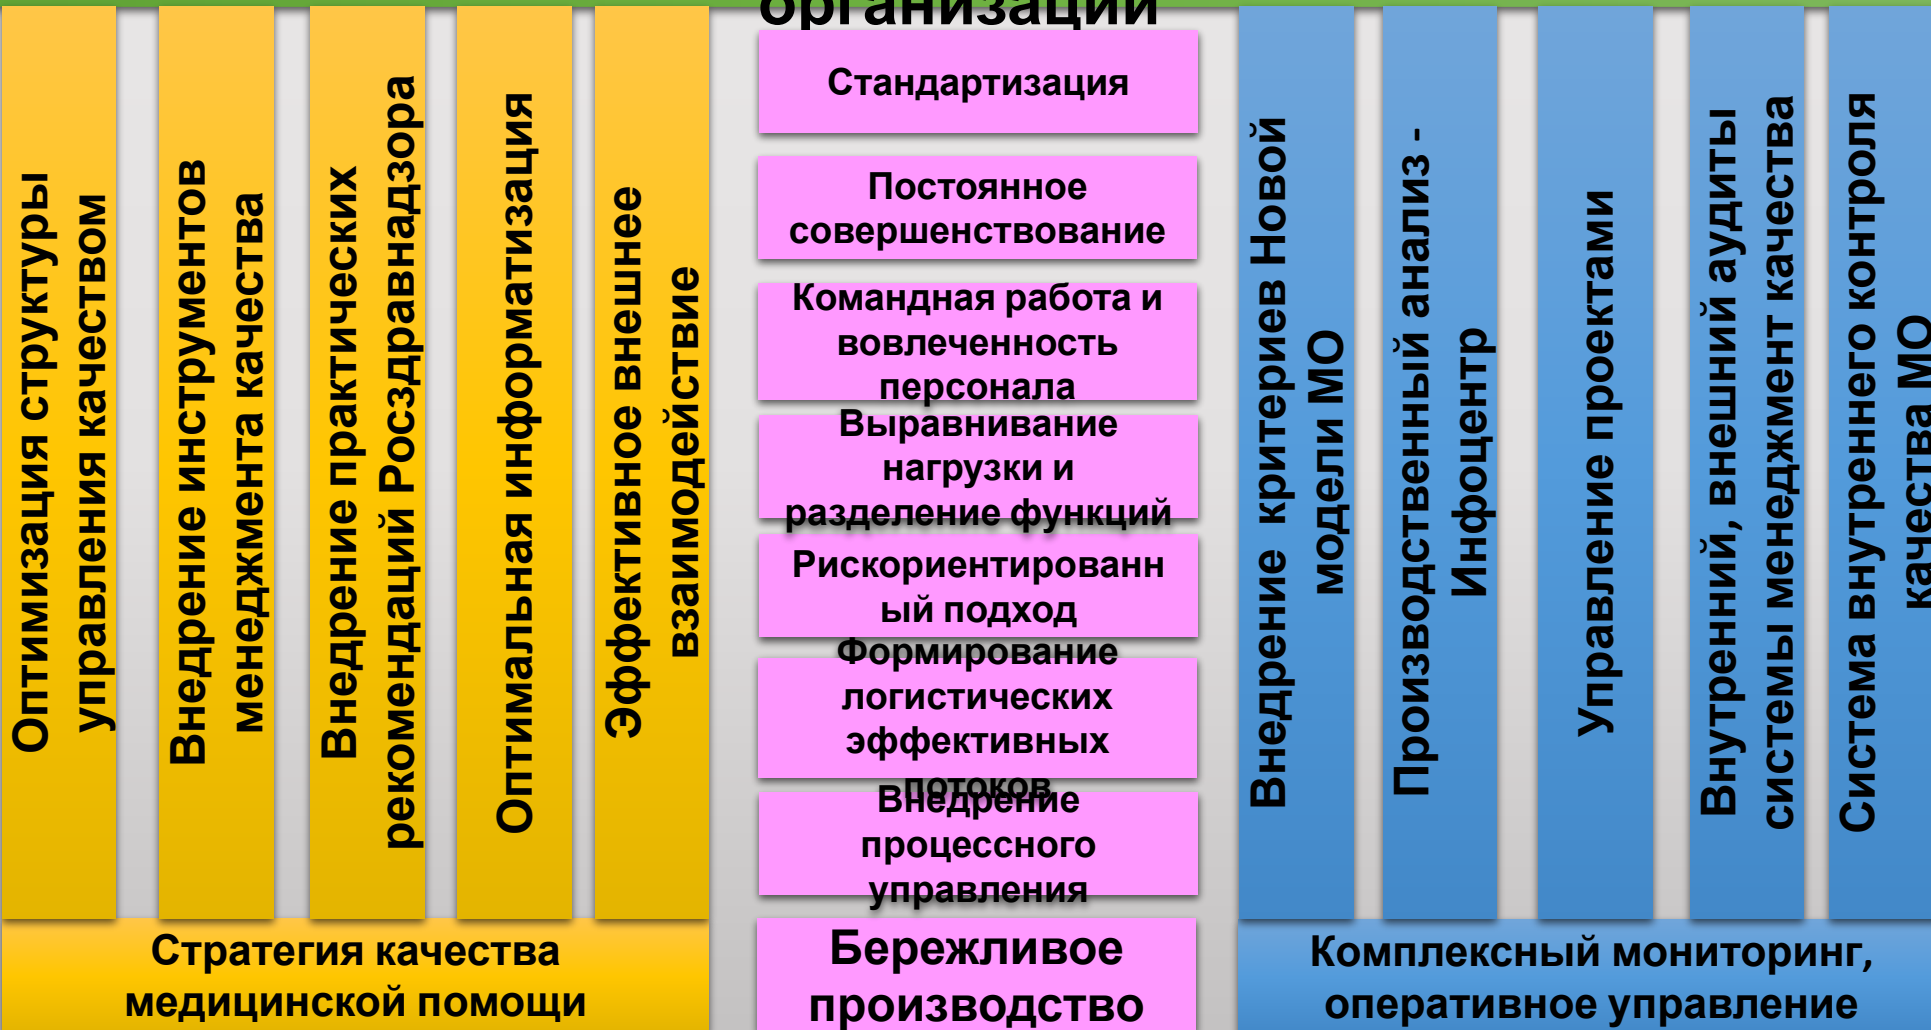 организации
Оптимизация структуры
управления качеством
Внедрение инструментов
менеджмента качества
Внедрение практических
рекомендаций Росздравнадзора
Оптимальная информатизация
Эффективное внешнее
взаимодействие
Стандартизация
Постоянное
совершенствование
Командная работа и
вовлеченность
персонала
Выравнивание
нагрузки и
разделение функций
Рискориентированн
ый подход
Формирование
логистических
эффективных
потоков
Внедрение
процессного
управления
Внедрение критериев Новой
модели МО
Производственный анализ -
Инфоцентр
Управление проектами
Внутренний, внешний аудиты
системы менеджмент качества
Система внутреннего контроля
качества МО
Стратегия качества
медицинской помощи
Бережливое
производство
Комплексный мониторинг,
оперативное управление